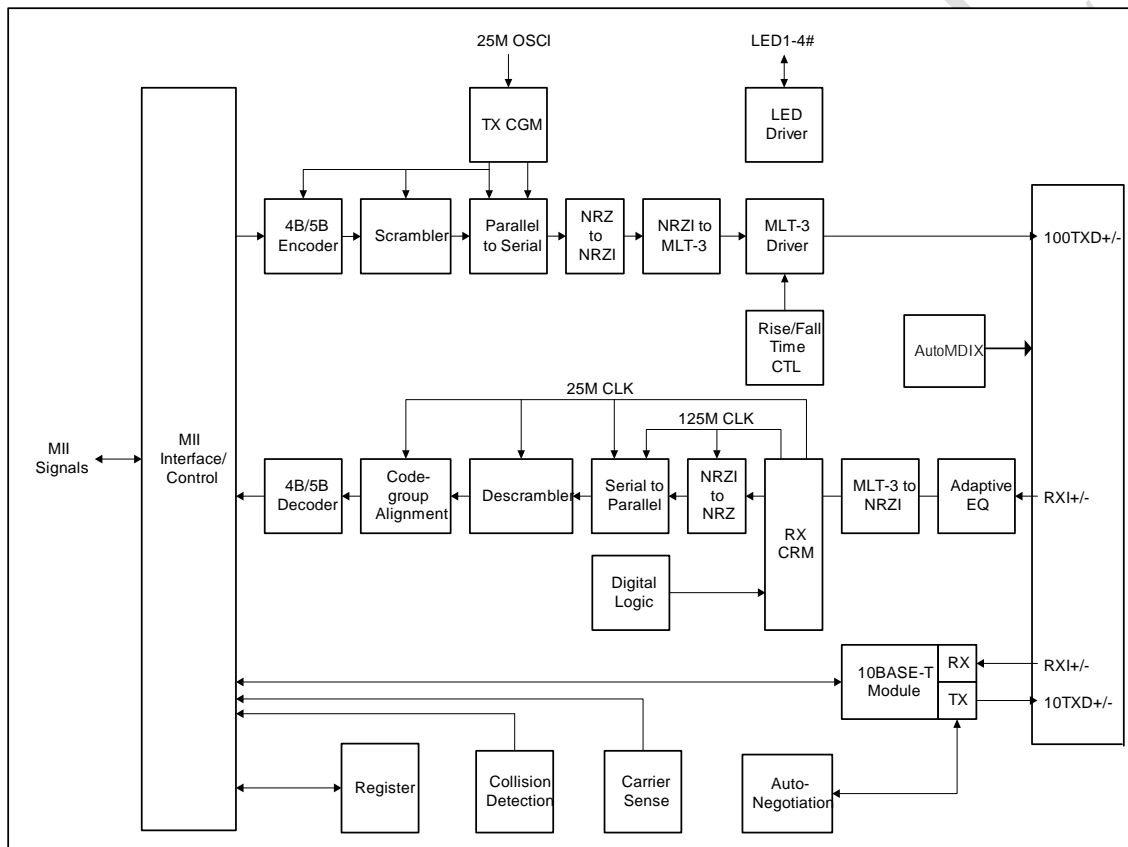 25M OSCI
LED1-4#
TX CGM
LED
Driver
4B/5B
Encoder
Scrambler
Parallel
to Serial
NRZ
to
NRZI
NRZI to
MLT-3
MLT-3
Driver
100TXD+/-
Rise/Fall
Time
CTL
AutoMDIX
25M CLK
125M CLK
MII
Signals
MII
Interface/
Control
4B/5B
Decoder
Code-
group
Alignment
Descrambler
Serial to
Parallel
NRZI
to
NRZ
RX
CRM
MLT-3 to
NRZI
Adaptive
EQ
RXI+/-
Digital
Logic
10BASE-T
Module
RX
TX
RXI+/-
10TXD+/-
Register
Collision
Detection
Carrier
Sense
Auto-
Negotiation